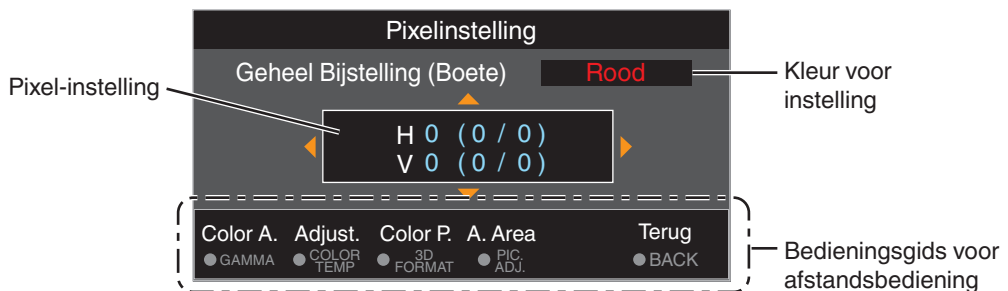 Pixelinstelling
Geheel Bijstelling (Boete) Rood
Pixel-instelling
Kleur voor
instelling
H 0 (0 / 0)
V 0 (0 / 0)
Color A. Adjust. Color P. A. Area Terug
GAMMA COLOR TEMP 3D FORMAT PIC. ADJ. BACK
Bedieningsgids voor
afstandsbediening